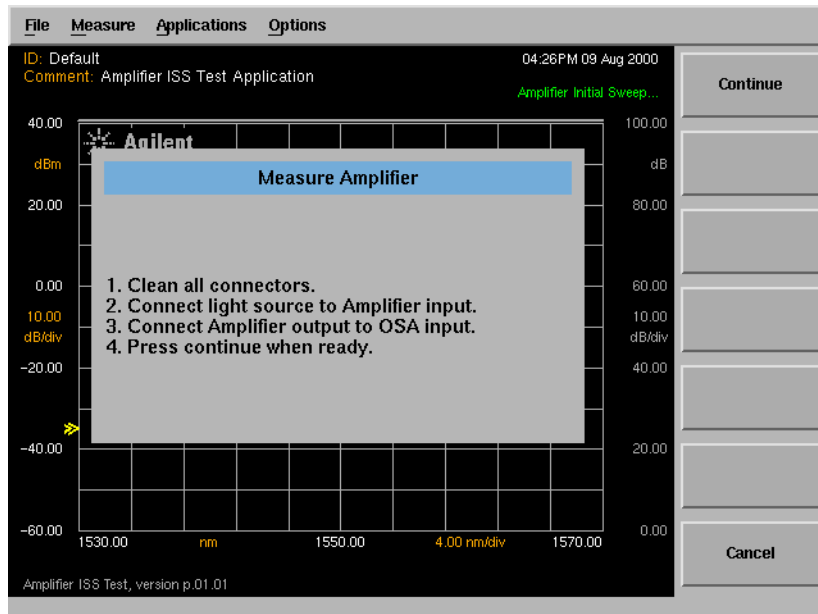 File Measure Applications Options
ID: Default
04:26PM 09 Aug 2000
Comment: Amplifier ISS Test Application
Amplifier Initial Sweep...
Continue
40.00
100.00
Agilent
dBm
dB
Measure Amplifier
20.00
80.00
1. Clean all connectors.
2. Connect light source to Amplifier input.
3. Connect Amplifier output to OSA input.
4. Press continue when ready.
0.00
60.00
10.00
10.00
dB/div
dB/div
-20.00
40.00
-40.00
20.00
-60.00
0.00
1530.00 nm 1550.00 4.00 nm/div 1570.00
Cancel
Amplifier ISS Test, version p.01.01